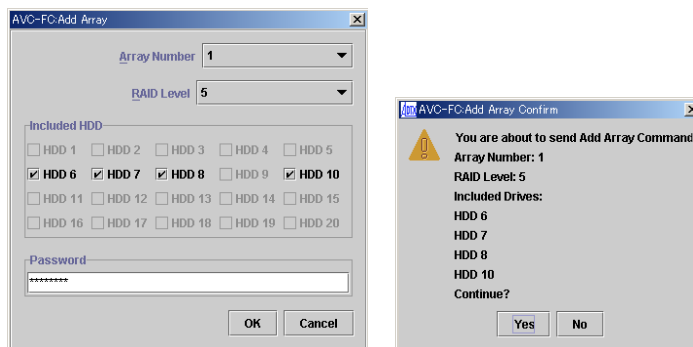 AVC-FC:Add Array
Array Number 1
RAID Level 5
Included HDD
HDD 1 HDD 2 HDD 3 HDD 4 HDD 5
HDD 6 HDD 7 HDD 8 HDD 9 HDD 10
HDD 11 HDD 12 HDD 13 HDD 14 HDD 15
HDD 16 HDD 17 HDD 18 HDD 19 HDD 20
Password
********
OK Cancel
AVC-FC:Add Array Confirm
You are about to send Add Array Command
Array Number: 1
RAID Level: 5
Included Drives:
HDD 6
HDD 7
HDD 8
HDD 10
Continue?
Yes No